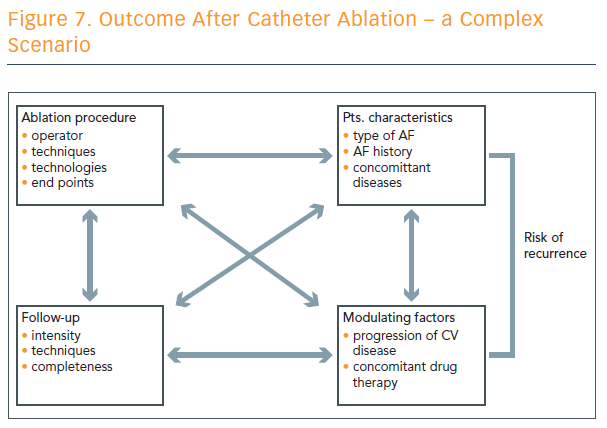 Figure 7. Outcome After Catheter Ablation – a Complex
Scenario
Ablation procedure
• operator
• techniques
• technologies
• end points
Pts. characteristics
• type of AF
• AF history
• concomittant
diseases
Risk of
recurrence
Follow-up
• intensity
• techniques
• completeness
Modulating factors
• progression of CV
disease
• concomitant drug
therapy